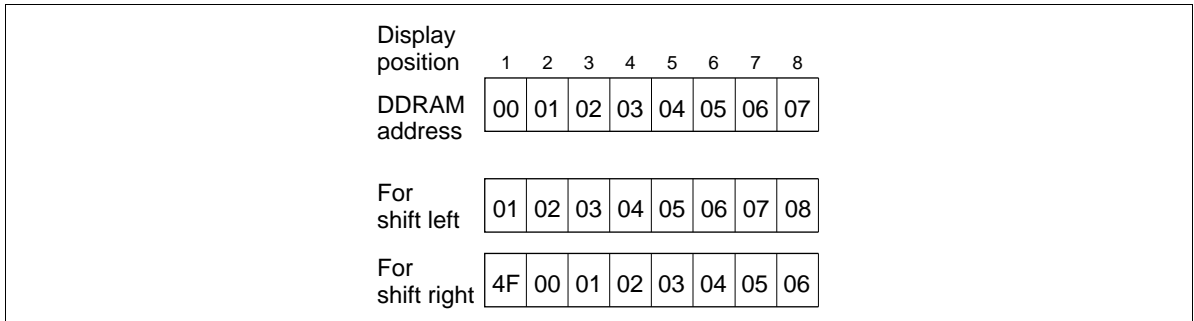 Display
position 1 2 3 4 5 6 7 8
DDRAM
address 00 01 02 03 04 05 06 07
For
shift left 01 02 03 04 05 06 07 08
For
shift right 4F 00 01 02 03 04 05 06